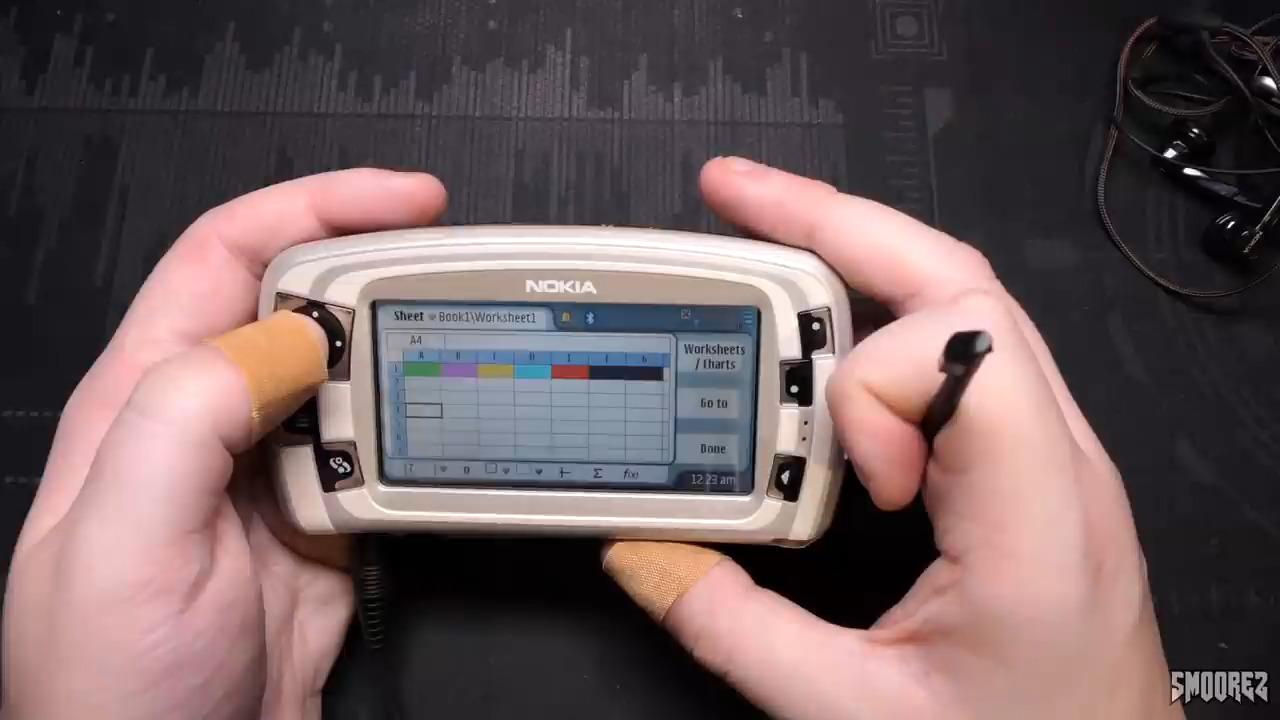 NOKIA
Sheet Book1\Worksheet1
A4
A B D
Worksheets
/ Charts
Go to
Done
Σ f(x)
12:23 am
SMOOREZ